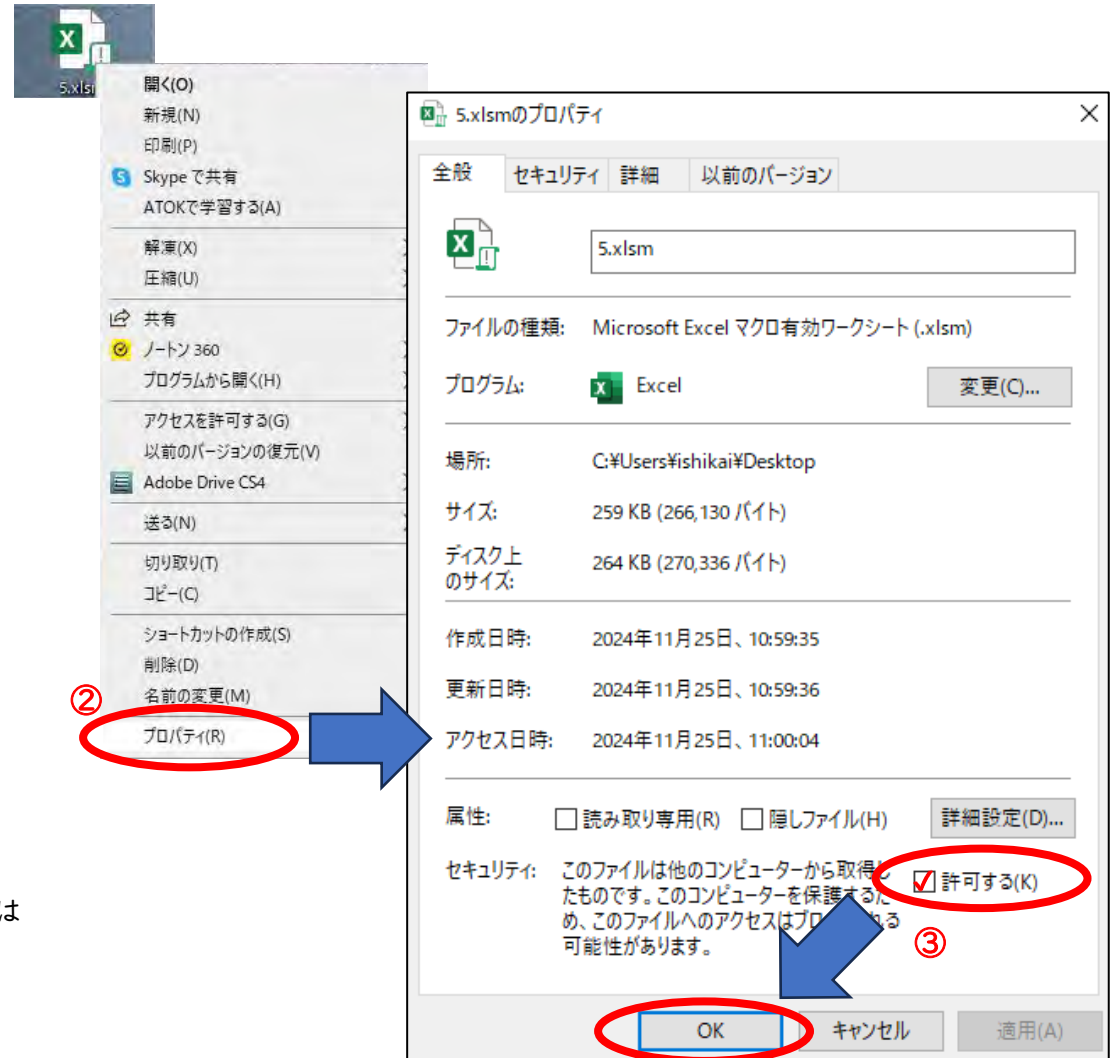 5.xls
開く(O)
新規(N)
印刷(P)
Skype で共有
ATOKで学習する(A)
解凍(X)
圧縮(U)
共有
ノートン 360
プログラムから開く(H)
アクセスを許可する(G)
以前のバージョンの復元(V)
Adobe Drive CS4
送る(N)
切り取り(T)
コピー(C)
ショートカットの作成(S)
削除(D)
名前の変更(M)
②
プロパティ(R)
は
5.xlsmのプロパティ
全般 セキュリティ 詳細 以前のバージョン
5.xlsm
ファイルの種類: Microsoft Excel マクロ有効ワークシート (.xlsm)
プログラム: Excel 変更(C)...
場所: C:¥Users¥ishikai¥Desktop
サイズ: 259 KB (266,130 バイト)
ディスク上
のサイズ: 264 KB (270,336 バイト)
作成日時: 2024年11月25日、10:59:35
更新日時: 2024年11月25日、10:59:36
アクセス日時: 2024年11月25日、11:00:04
属性: 読み取り専用(R) 隠しファイル(H) 詳細設定(D)...
セキュリティ: このファイルは他のコンピューターから取得し 許可する(K)
たものです。このコンピューターを保護するた
め、このファイルへのアクセスはブロックされる
可能性があります。
③
OK キャンセル 適用(A)